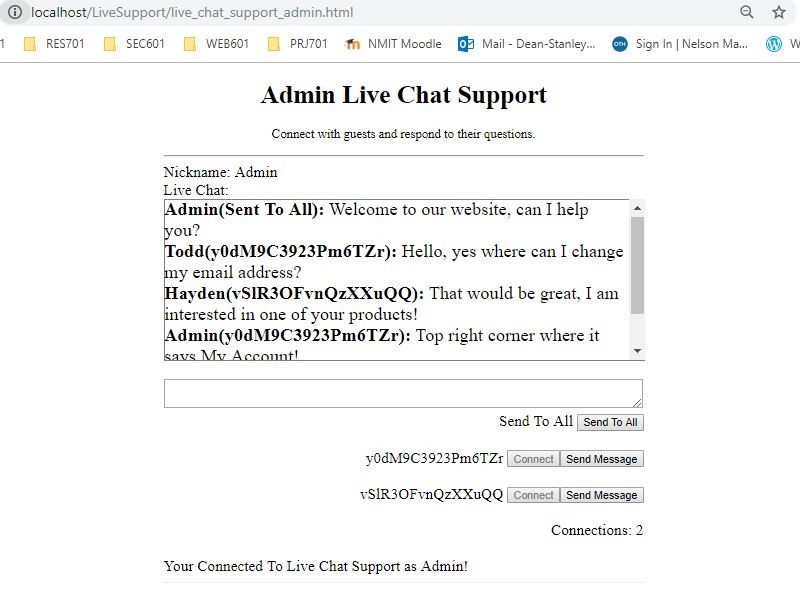 localhost/LiveSupport/live_chat_support_admin.html
1 RES701 SEC601 WEB601 PRJ701 NMIT Moodle Mail - Dean-Stanley... OTH Sign In | Nelson Ma... W
Admin Live Chat Support
Connect with guests and respond to their questions.
Nickname: Admin
Live Chat:
Admin(Sent To All): Welcome to our website, can I help
you?
Todd(y0dM9C3923Pm6TZr): Hello, yes where can I change
my email address?
Hayden(vSlR3OFvnQzXXuQQ): That would be great, I am
interested in one of your products!
Admin(y0dM9C3923Pm6TZr): Top right corner where it
says My Account!
Send To All Send To All
y0dM9C3923Pm6TZr Connect Send Message
vSlR3OFvnQzXXuQQ Connect Send Message
Connections: 2
Your Connected To Live Chat Support as Admin!